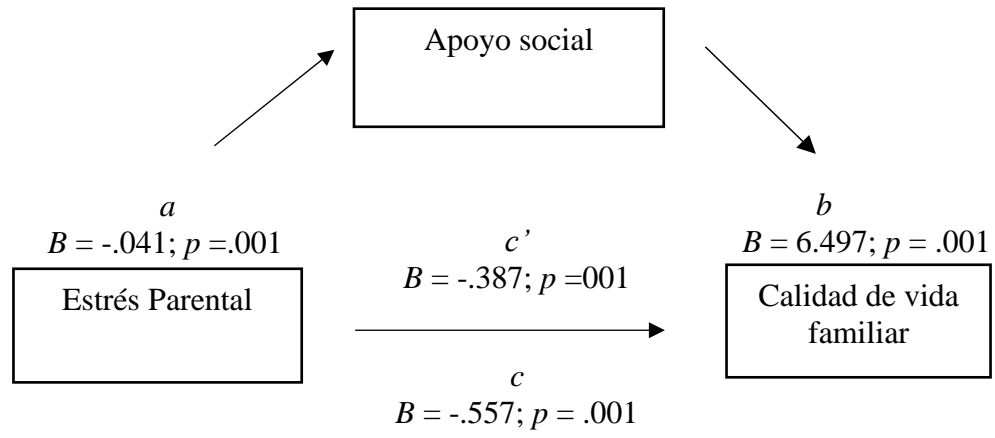 Apoyo social
a
B = -.041; p =.001
b
B = 6.497; p = .001
c’
B = -.387; p =001
Estrés Parental
Calidad de vida
familiar
c
B = -.557; p = .001